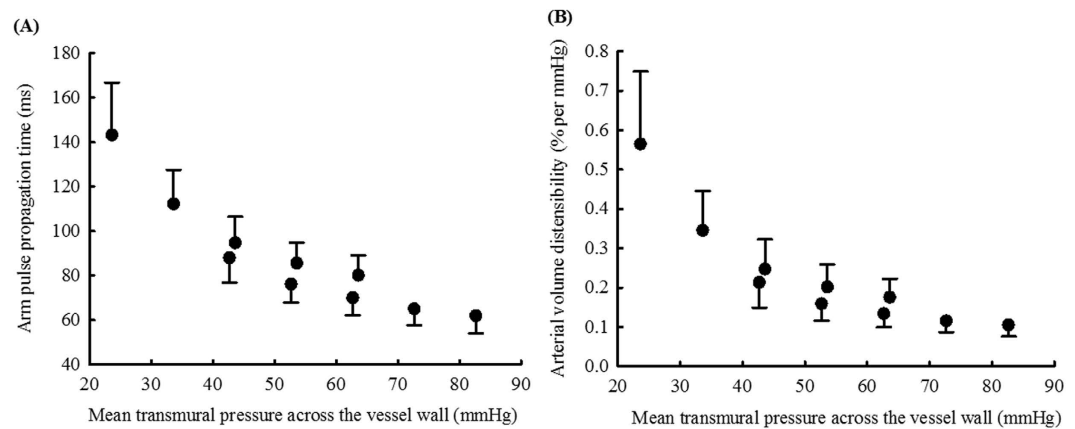 (A)
Arm pulse propagation time (ms)
180
160
140
120
100
80
60
40
20 30 40 50 60 70 80 90
Mean transmural pressure across the vessel wall (mmHg)
(B)
Arterial volume distensibility (% per mmHg)
0.8
0.7
0.6
0.5
0.4
0.3
0.2
0.1
0.0
20 30 40 50 60 70 80 90
Mean transmural pressure across the vessel wall (mmHg)